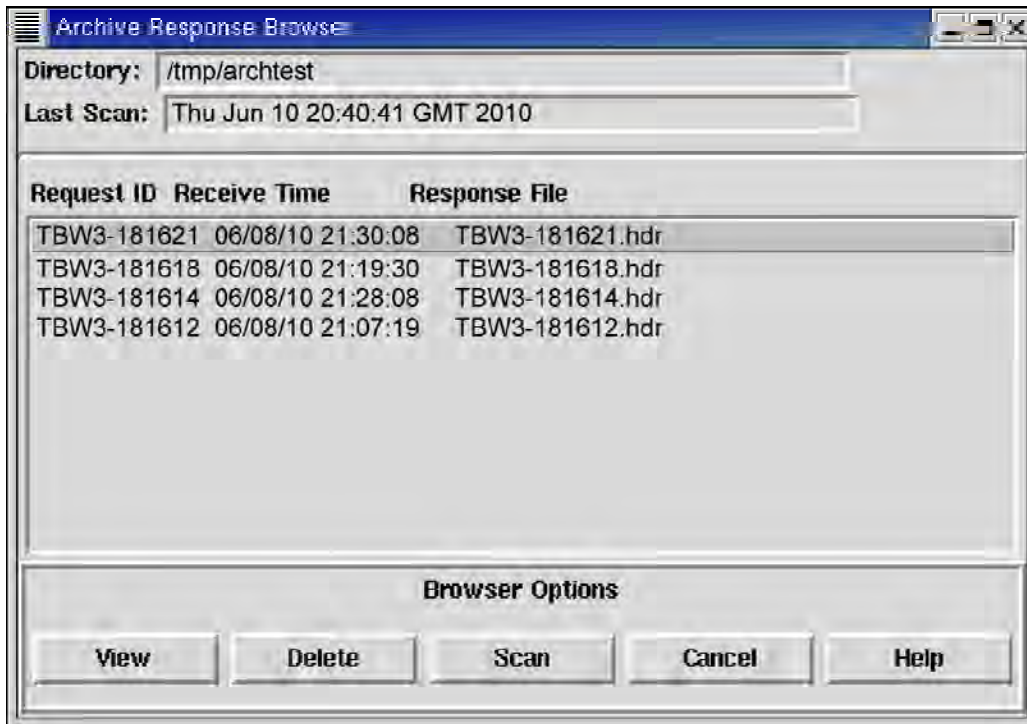 Archive Response Browser
Directory: /tmp/archtest
Last Scan: Thu Jun 10 20:40:41 GMT 2010
Request ID Receive Time Response File
TBW3-181621 06/08/10 21:30:08 TBW3-181621.hdr
TBW3-181618 06/08/10 21:19:30 TBW3-181618.hdr
TBW3-181614 06/08/10 21:28:08 TBW3-181614.hdr
TBW3-181612 06/08/10 21:07:19 TBW3-181612.hdr
Browser Options
View Delete Scan Cancel Help